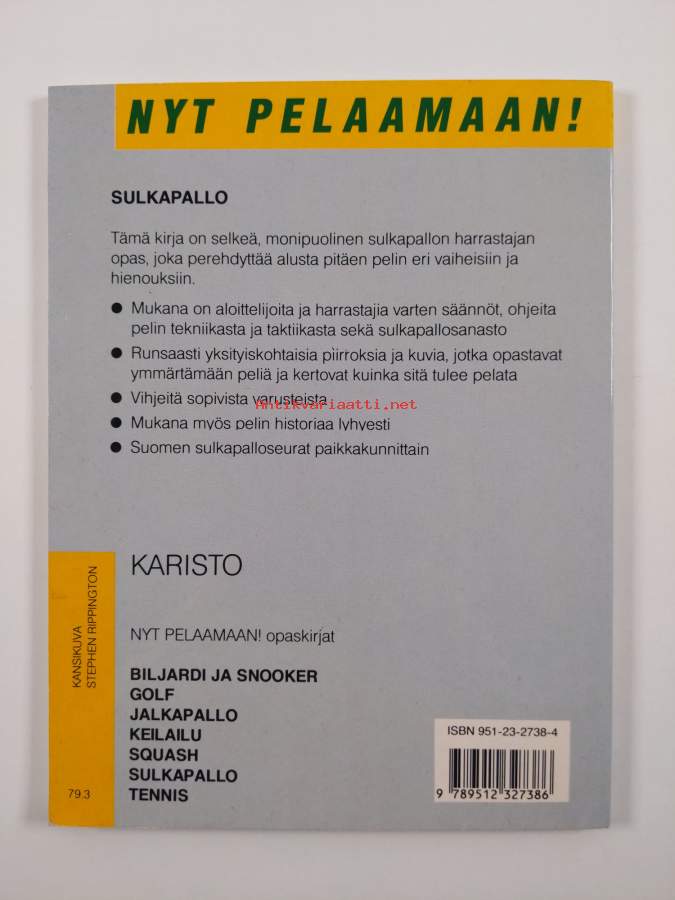 NYT PELAAMAAN!
SULKAPALLO
Tämä kirja on selkeä, monipuolinen sulkapallon harrastajan
opas, joka perehdyttää alusta pitäen pelin eri vaiheisiin ja
hienouksiin.
● Mukana on aloittelijoita ja harrastajia varten säännöt, ohjeita
pelin tekniikasta ja taktiikasta sekä sulkapallosanasto
● Runsaasti yksityiskohtaisia piirroksia ja kuvia, jotka opastavat
ymmärtämään peliä ja kertovat kuinka sitä tulee pelata
● Vihjeitä sopivista varusteista
Antikvariaatti.net
● Mukana myös pelin historiaa lyhyesti
● Suomen sulkapalloseurat paikkakunnittain
KARISTO
KANSIKUVA
STEPHEN RIPPINGTON
NYT PELAAMAAN! opaskirjat
BILJARDI JA SNOOKER
GOLF
JALKAPALLO
KEILAILU
SQUASH
SULKAPALLO
TENNIS
79.3
ISBN 951-23-2738-4
9 789512 327386